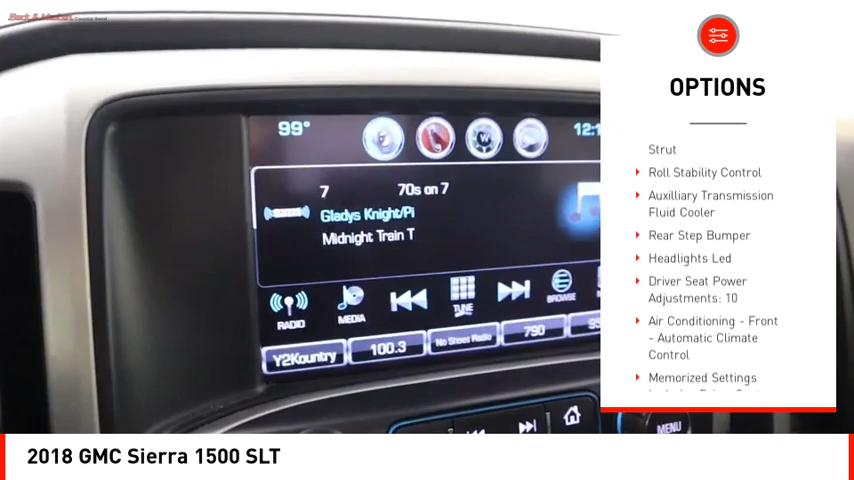 99°
12:1
7
70s on 7
Gladys Knight/Pi
Midnight Train T
RADIO
MEDIA
TUNE
BROWSE
Y2Kountry
100.3
No Shoes Radio
790
MENU
OPTIONS
Strut
Roll Stability Control
Auxilliary Transmission
Fluid Cooler
Rear Step Bumper
Headlights Led
Driver Seat Power
Adjustments: 10
Air Conditioning - Front
- Automatic Climate
Control
Memorized Settings
2018 GMC Sierra 1500 SLT